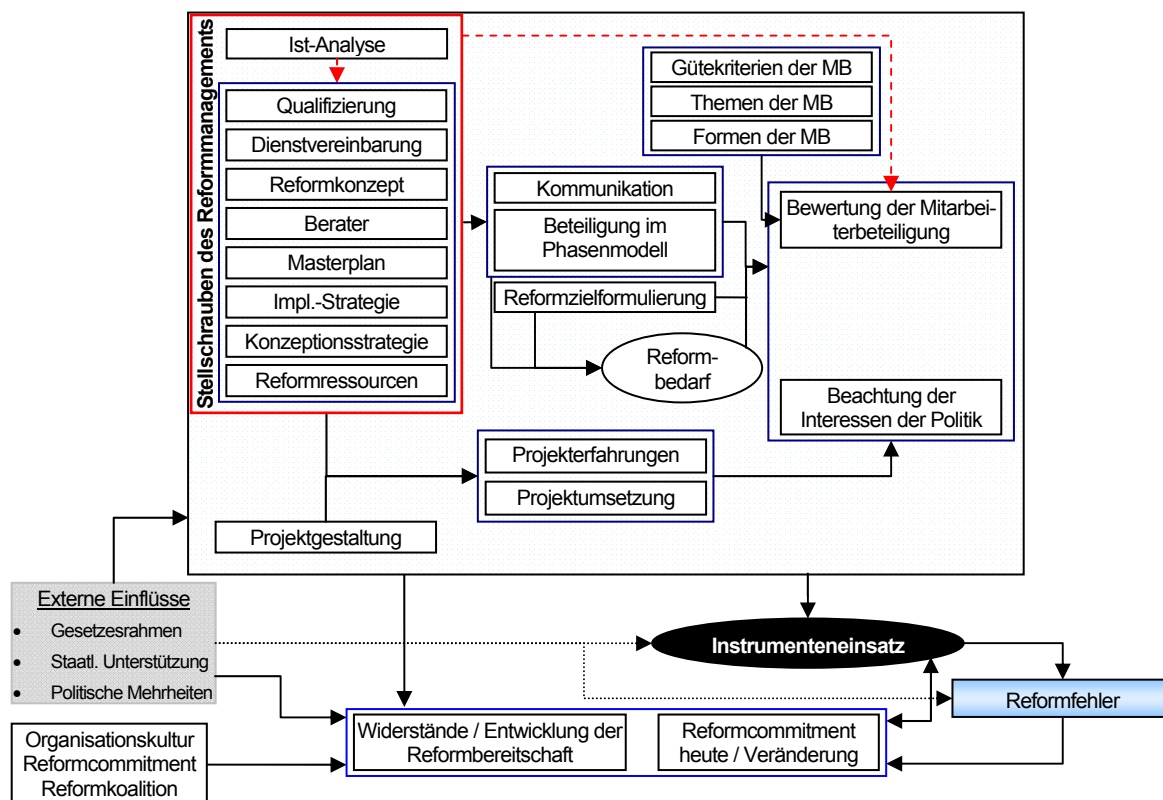 Stellschrauben des Reformmanagements
Ist-Analyse
Qualifizierung
Dienstvereinbarung
Reformkonzept
Berater
Masterplan
Impl.-Strategie
Konzeptionsstrategie
Reformressourcen
Gütekriterien der MB
Themen der MB
Formen der MB
Kommunikation
Beteiligung im
Phasenmodell
Reformzielformulierung
Reform-
bedarf
Bewertung der Mitarbei-
terbeteiligung
Beachtung der
Interessen der Politik
Projekterfahrungen
Projektumsetzung
Projektgestaltung
Externe Einflüsse
• Gesetzesrahmen
• Staatl. Unterstützung
• Politische Mehrheiten
Instrumenteneinsatz
Reformfehler
Widerstände / Entwicklung der
Reformbereitschaft
Reformcommitment
heute / Veränderung
Organisationskultur
Reformcommitment
Reformkoalition